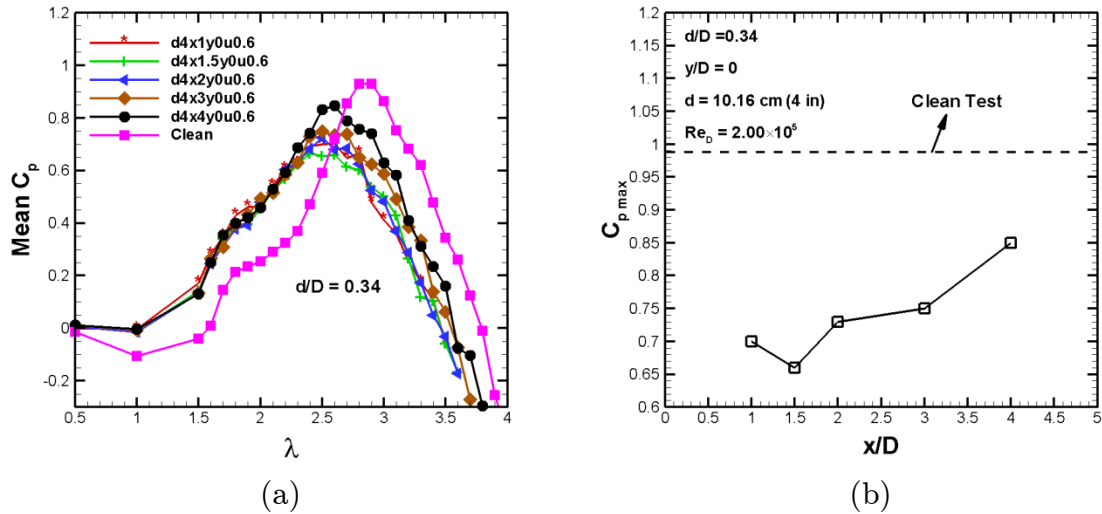 1.2
1
0.8
0.6
0.4
0.2
0
-0.2
Mean Cp
d4x1y0u0.6
d4x1.5y0u0.6
d4x2y0u0.6
d4x3y0u0.6
d4x4y0u0.6
Clean
d/D = 0.34
0.5 1 1.5 2 2.5 3 3.5 4
λ
(a)
1.2
1.15
1.1
1.05
1
0.95
0.9
0.85
0.8
0.75
0.7
0.65
0.6
Cp max
d/D =0.34
y/D = 0
d = 10.16 cm (4 in)
ReD = 2.00×10⁵
Clean Test
0 0.5 1 1.5 2 2.5 3 3.5 4 4.5 5
x/D
(b)